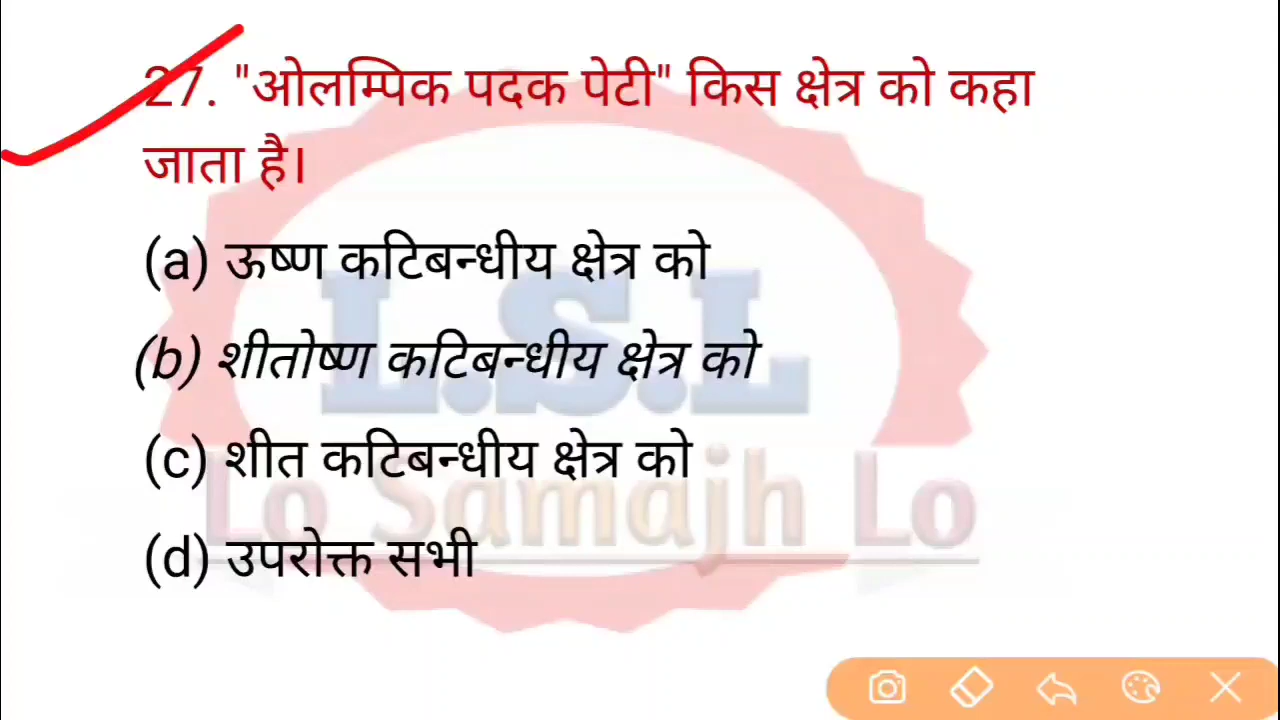 27. "ओलम्पिक पदक पेटी" किस क्षेत्र को कहा
जाता है।
(a) ऊष्ण कटिबन्धीय क्षेत्र को
(b) शीतोष्ण कटिबन्धीय क्षेत्र को
(c) शीत कटिबन्धीय क्षेत्र को
(d) उपरोक्त सभी
L.S.L
Lo Samajh Lo